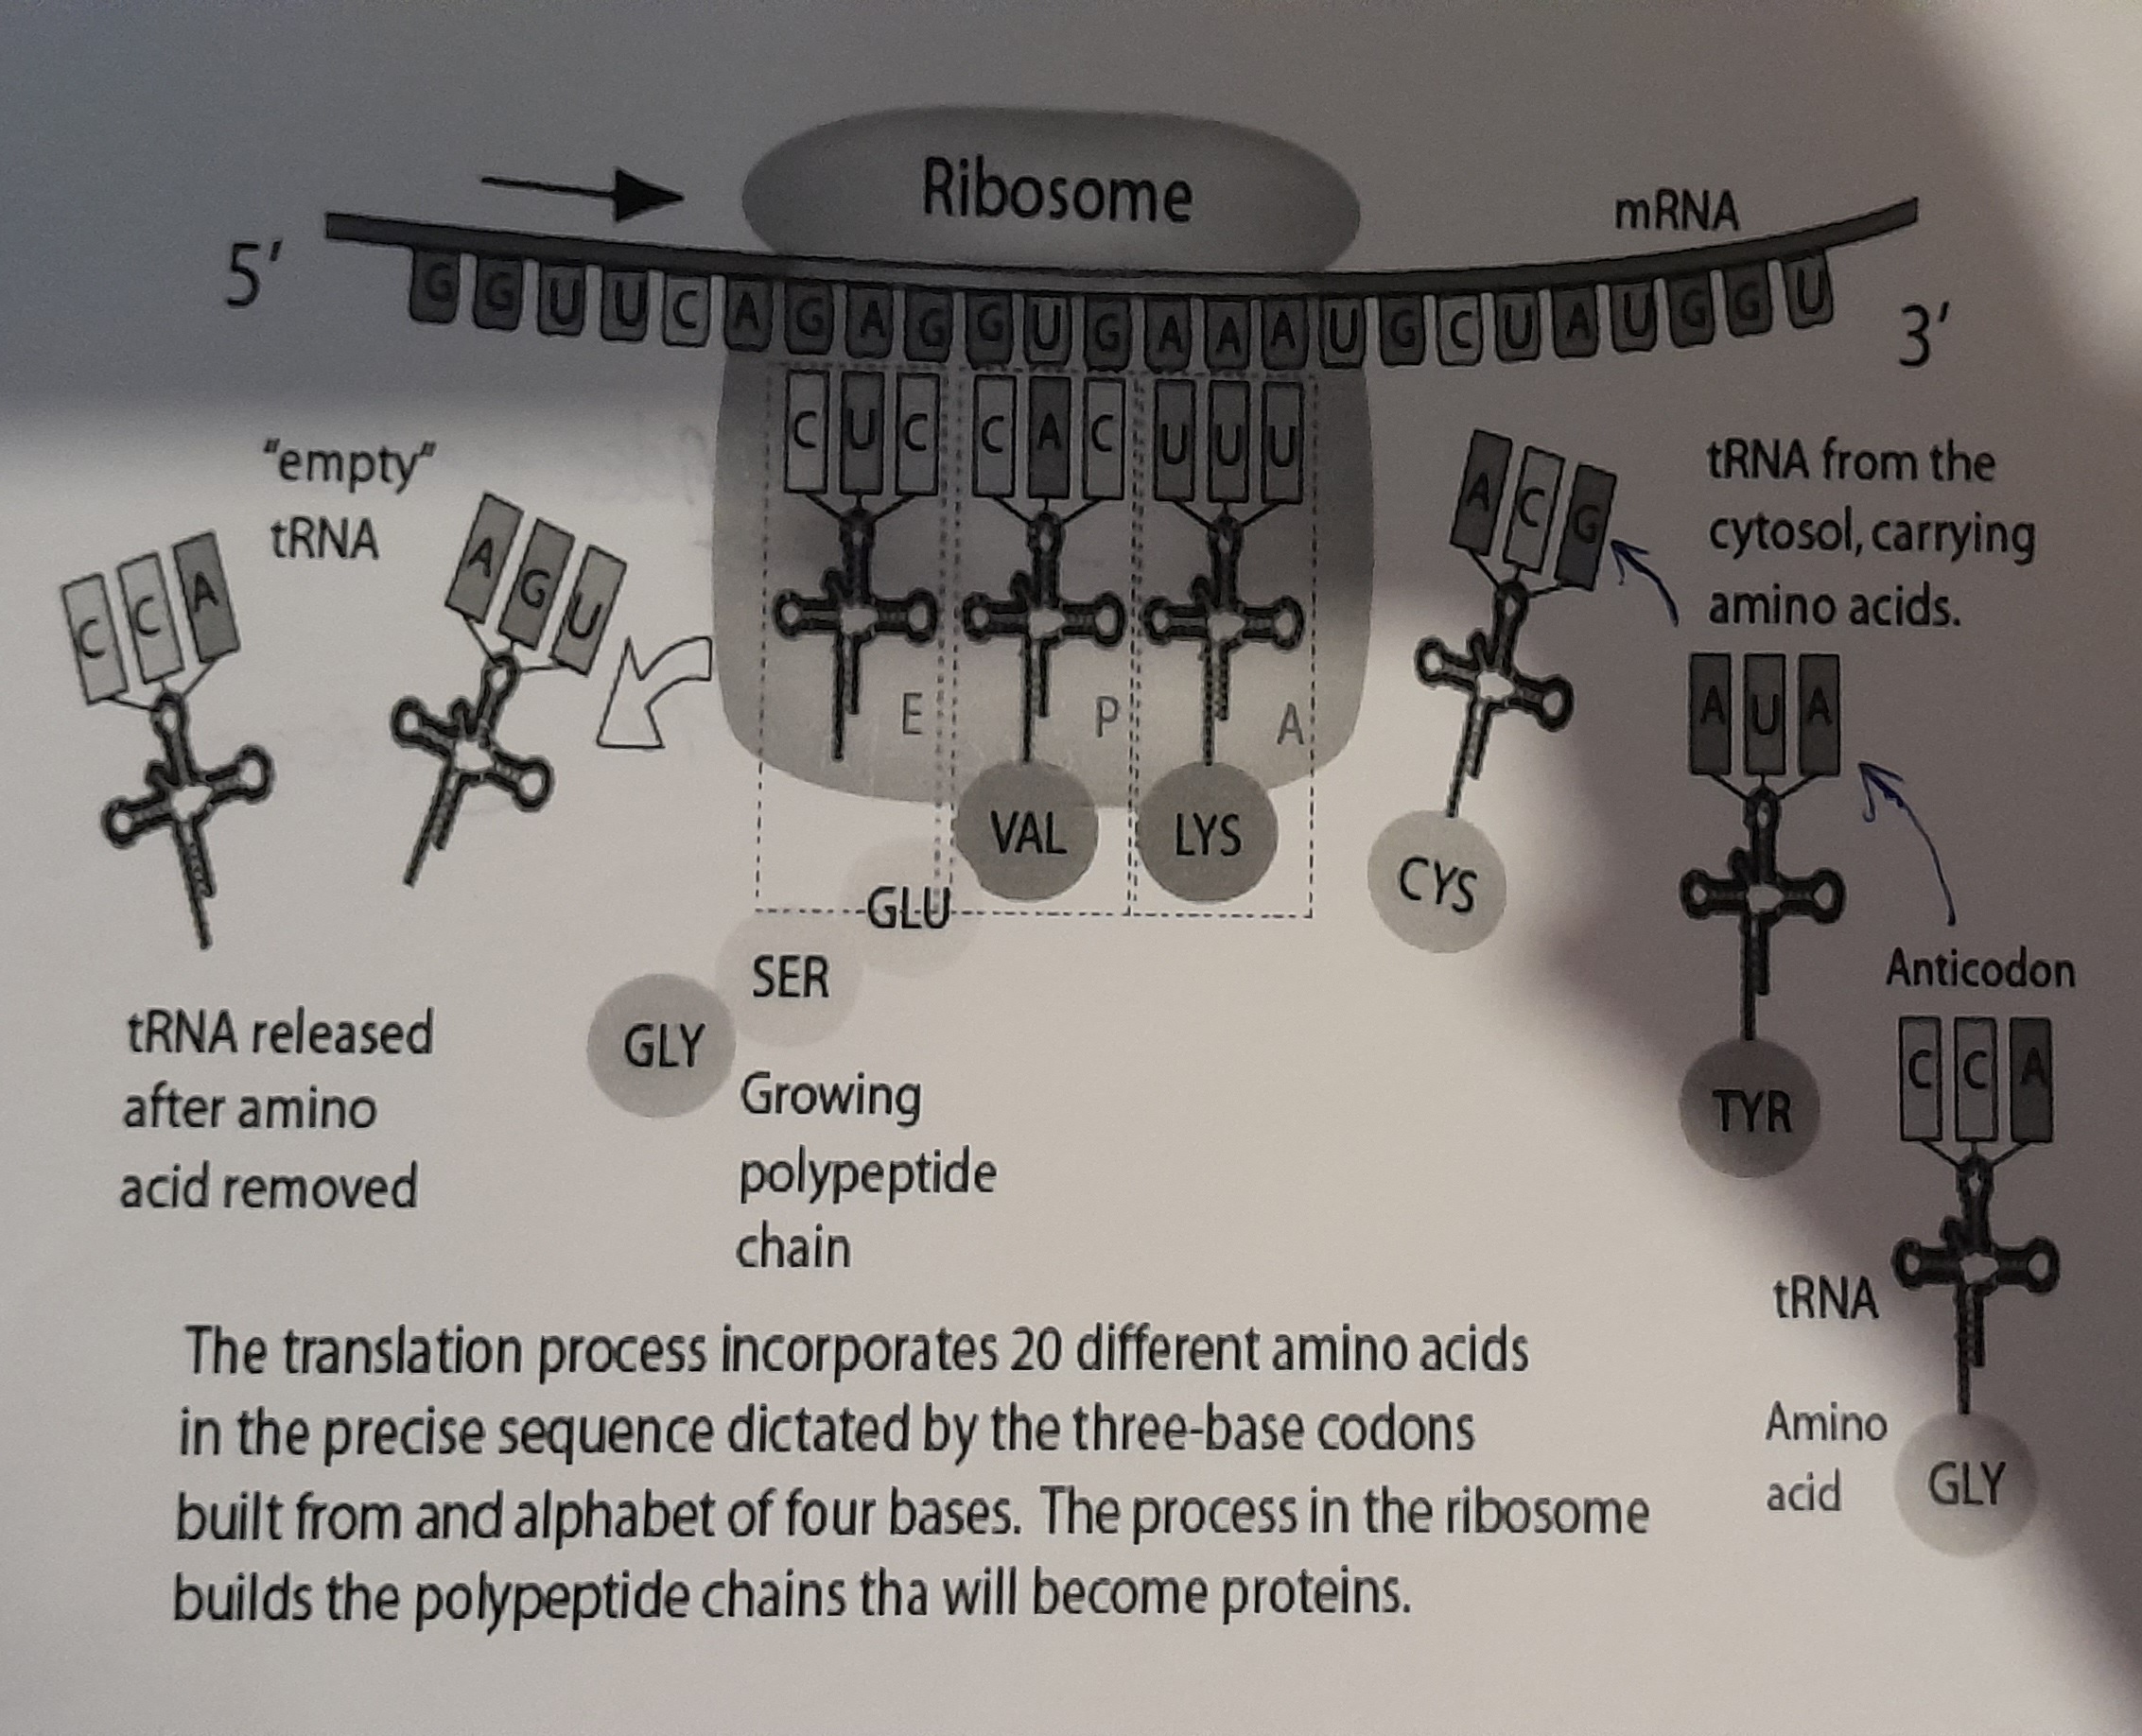 Ribosome
mRNA
5'
G G U U C A G A G G U G A A A U G C U A U G G U
3'
C U C
C A C
U U U
"empty"
tRNA
C C A
A G U
A C G
tRNA from the
cytosol, carrying
amino acids.
A U A
E
P
A
VAL
LYS
CYS
GLU
SER
GLY
TYR
Anticodon
C C A
tRNA released
after amino
acid removed
Growing
polypeptide
chain
tRNA
Amino
acid
GLY
The translation process incorporates 20 different amino acids
in the precise sequence dictated by the three-base codons
built from and alphabet of four bases. The process in the ribosome
builds the polypeptide chains tha will become proteins.